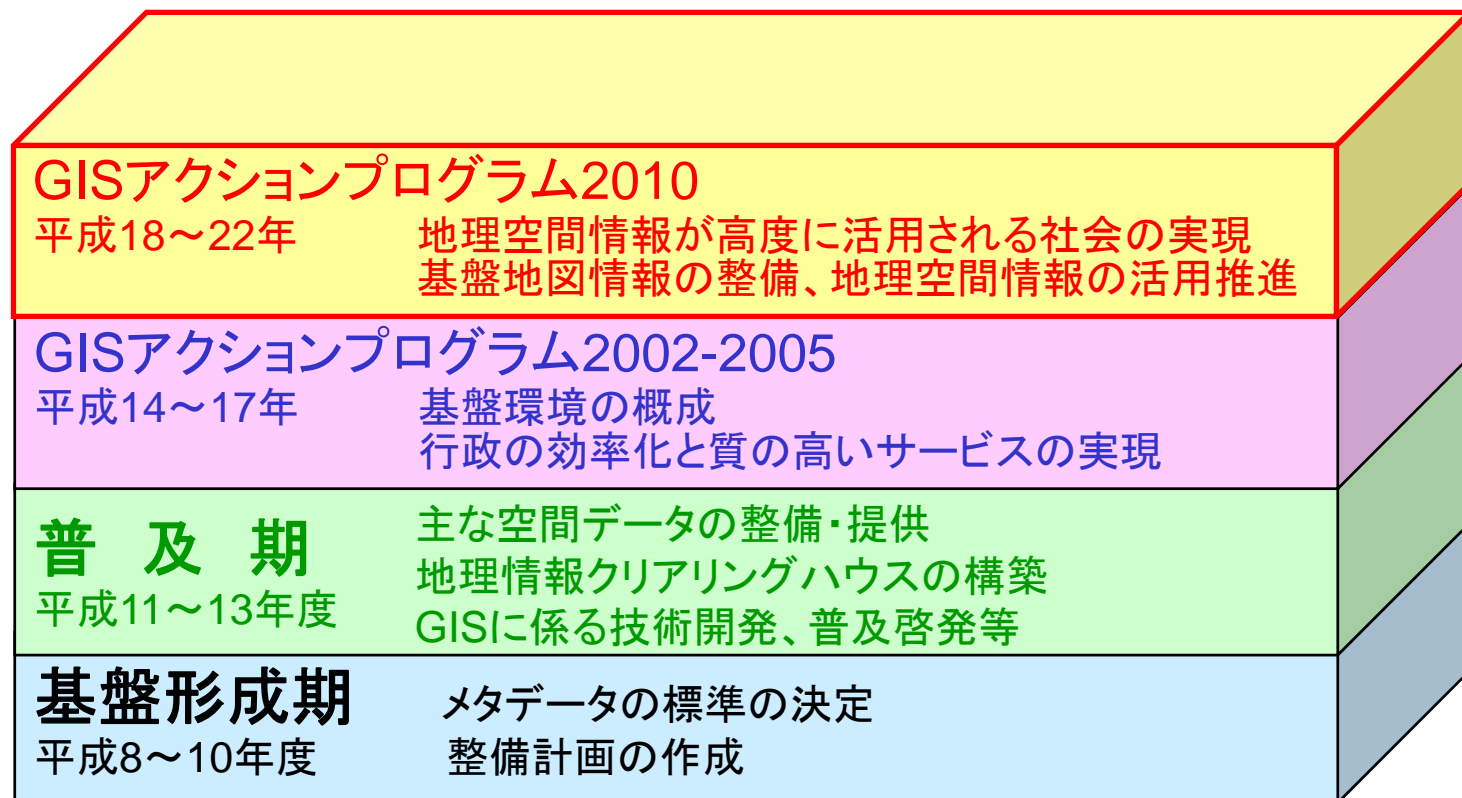 GISアクションプログラム2010
平成18～22年 地理空間情報が高度に活用される社会の実現
基盤地図情報の整備、地理空間情報の活用推進
GISアクションプログラム2002-2005
平成14～17年 基盤環境の概成
行政の効率化と質の高いサービスの実現
普 及 期
平成11～13年度
主な空間データの整備・提供
地理情報クリアリングハウスの構築
GISに係る技術開発、普及啓発等
基盤形成期 メタデータの標準の決定
平成8～10年度 整備計画の作成